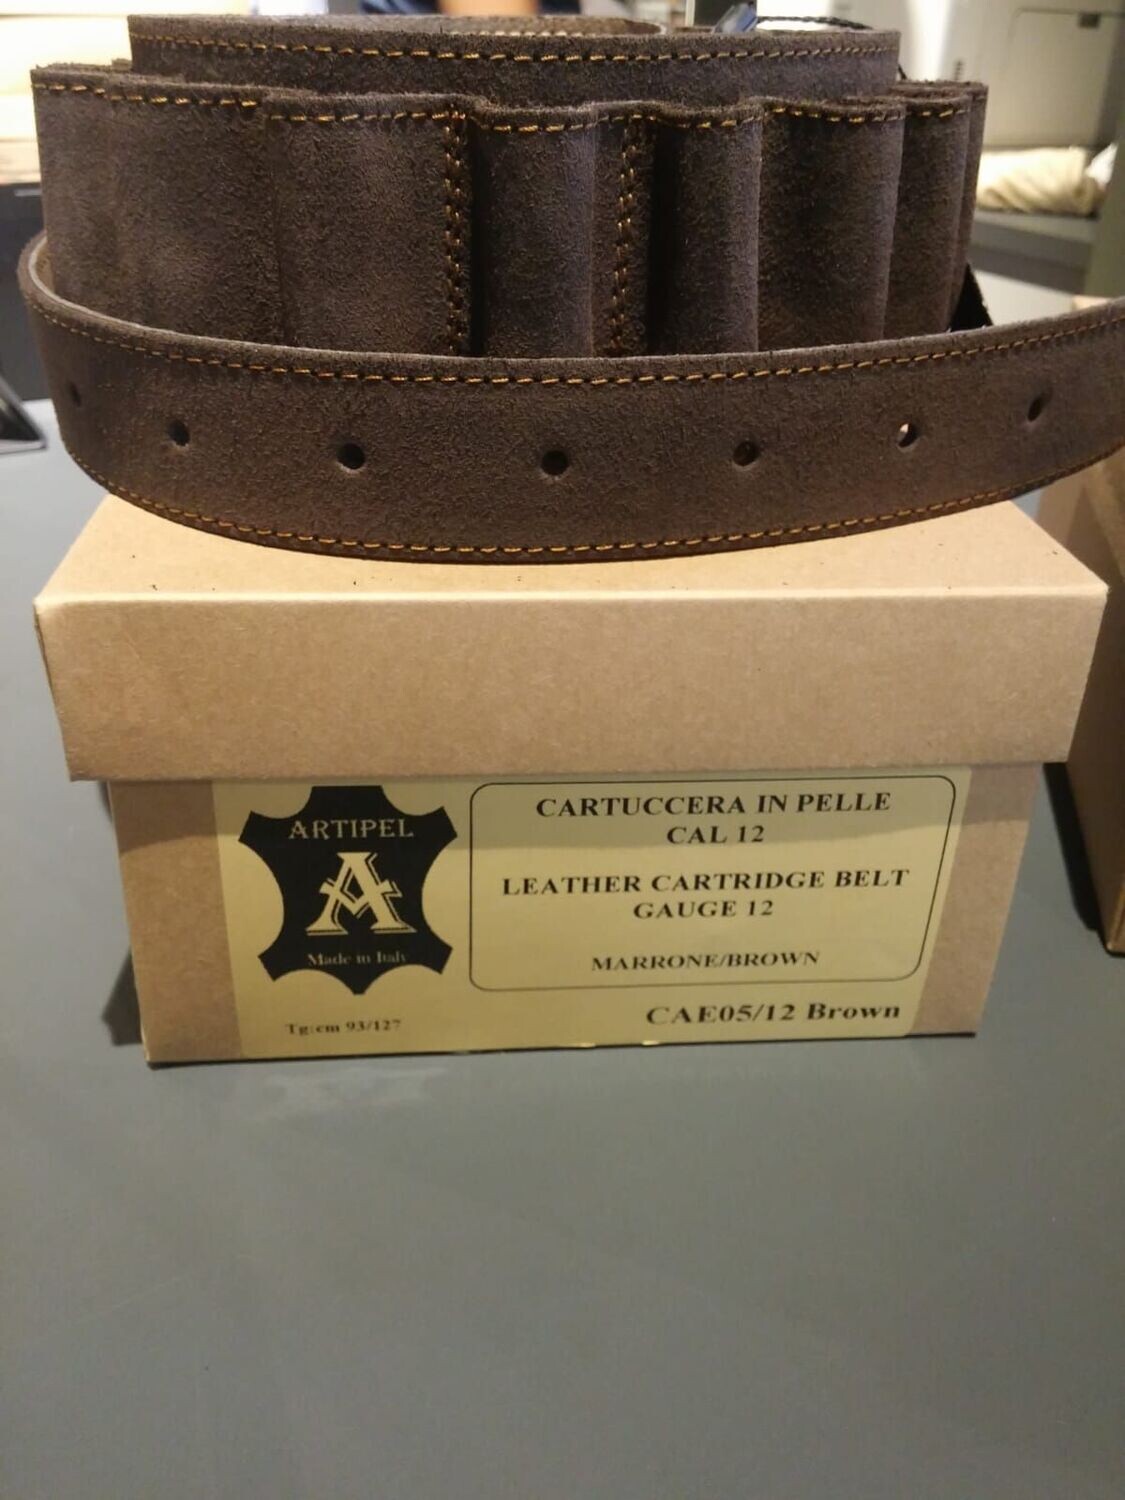 ARTIPEL
A
Made in Italy
Tg: cm 93/127
CARTUCCERA IN PELLE
CAL 12
LEATHER CARTRIDGE BELT
GAUGE 12
MARRONE/BROWN
CAE05/12 Brown